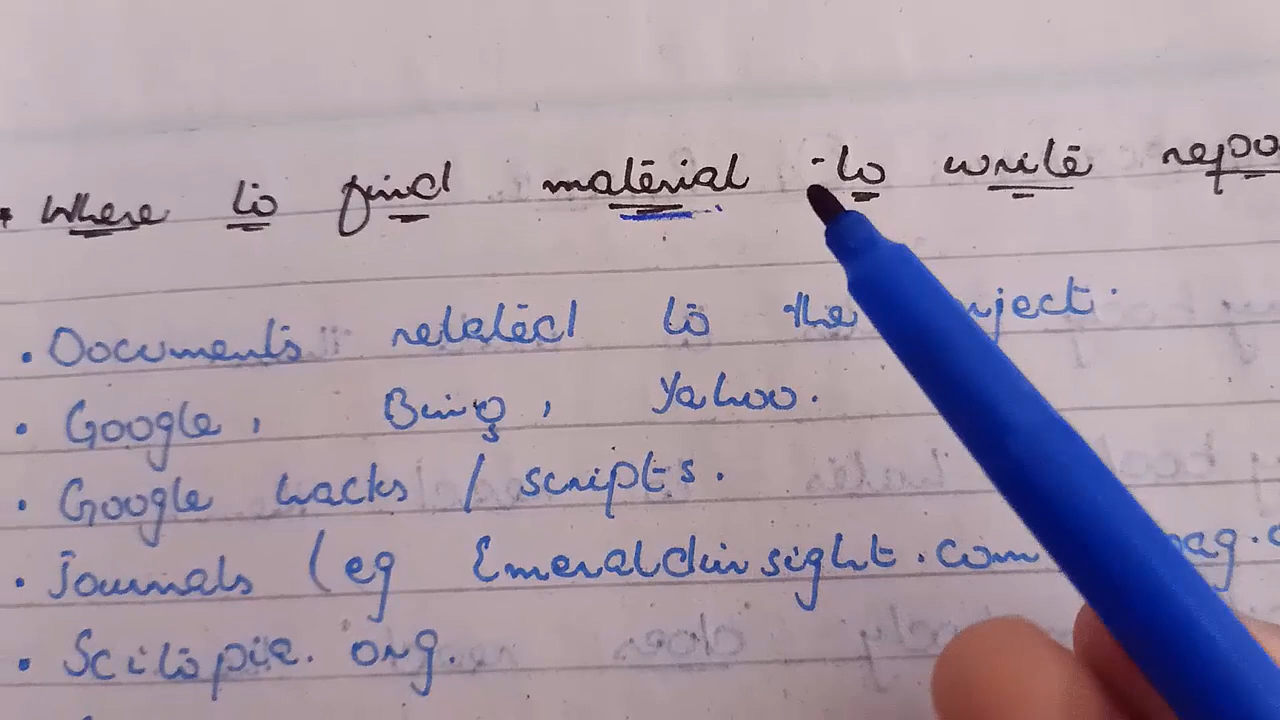 Where to find material to write repo
• Documents related to the
• Google, Bing, Yahoo.
• Google hacks / scripts.
• Journals (eg Emeraldinsight.com
• Scitopia.org.